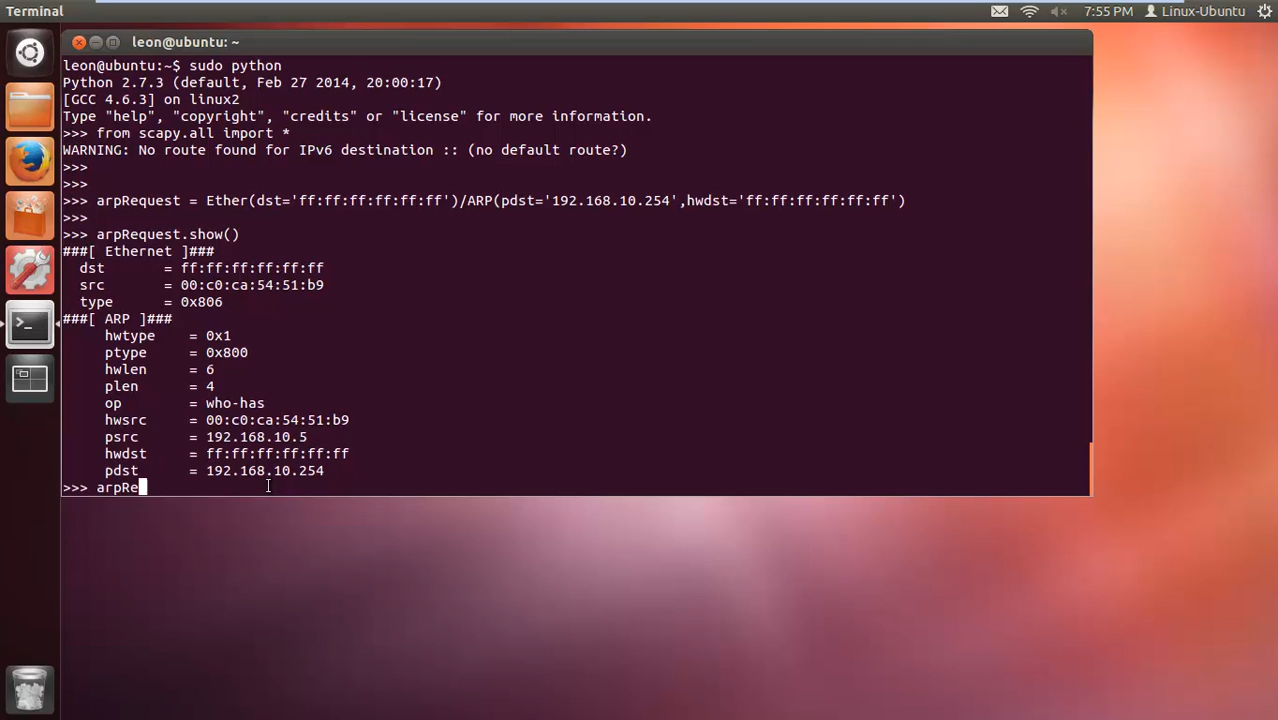 Terminal
7:55 PM Linux-Ubuntu
leon@ubuntu: ~
leon@ubuntu:~$ sudo python
Python 2.7.3 (default, Feb 27 2014, 20:00:17)
[GCC 4.6.3] on linux2
Type "help", "copyright", "credits" or "license" for more information.
>>> from scapy.all import *
WARNING: No route found for IPv6 destination :: (no default route?)
>>>
>>>
>>> arpRequest = Ether(dst='ff:ff:ff:ff:ff:ff')/ARP(pdst='192.168.10.254',hwdst='ff:ff:ff:ff:ff:ff')
>>>
>>> arpRequest.show()
###[ Ethernet ]###
  dst       = ff:ff:ff:ff:ff:ff
  src       = 00:c0:ca:54:51:b9
  type      = 0x806
###[ ARP ]###
     hwtype    = 0x1
     ptype     = 0x800
     hwlen     = 6
     plen      = 4
     op        = who-has
     hwsrc     = 00:c0:ca:54:51:b9
     psrc      = 192.168.10.5
     hwdst     = ff:ff:ff:ff:ff:ff
     pdst      = 192.168.10.254
>>> arpRe